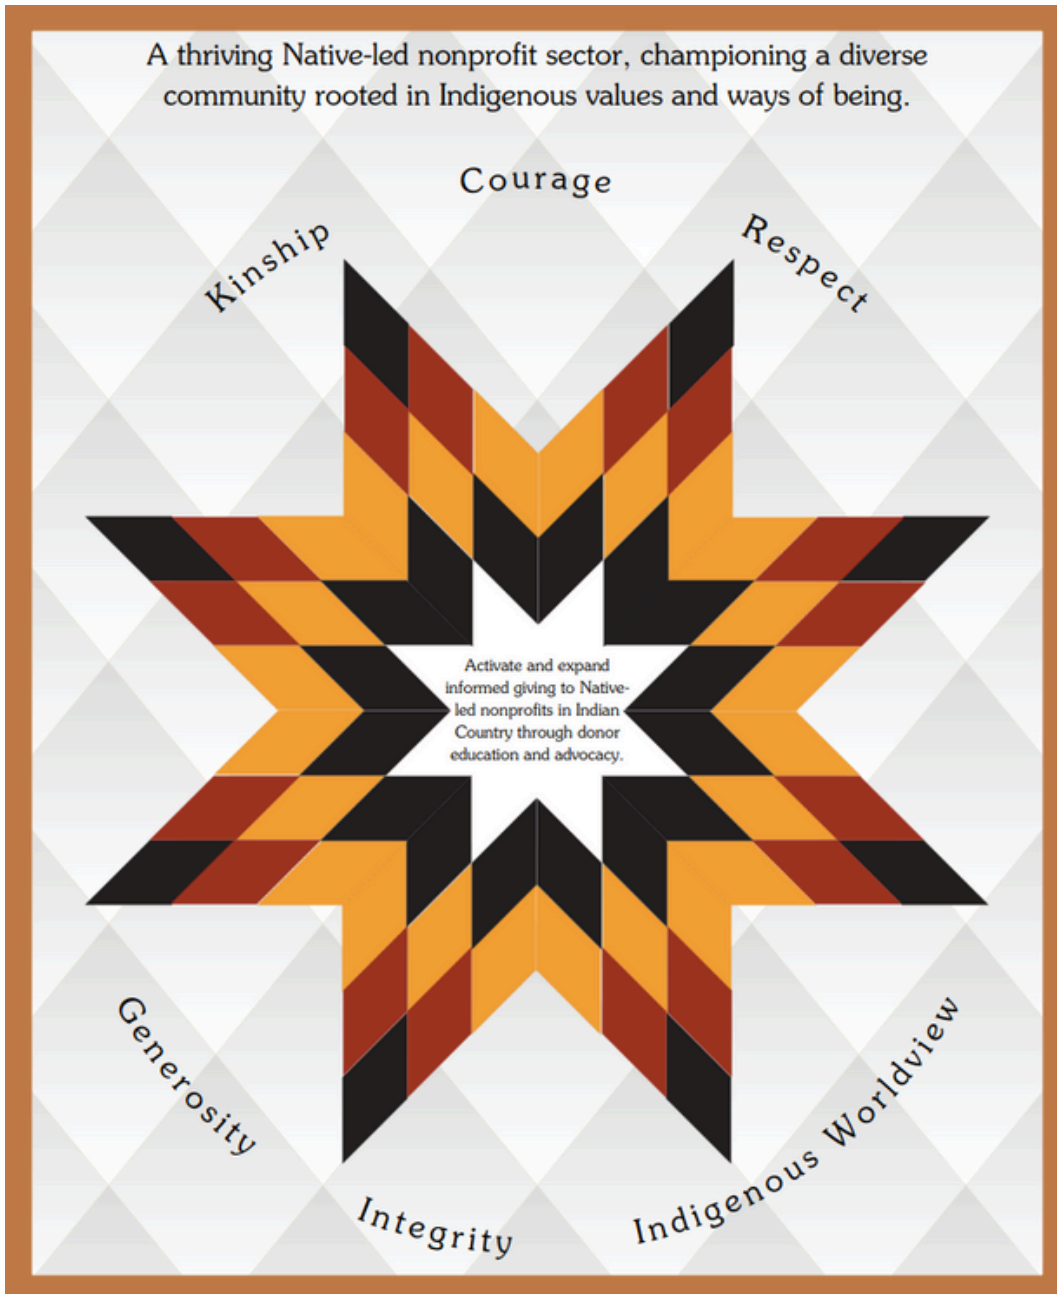 A thriving Native-led nonprofit sector, championing a diverse
community rooted in Indigenous values and ways of being.
Courage
Kinship
Respect
Activate and expand
informed giving to Native-
led nonprofits in Indian
Country through donor
education and advocacy.
Generosity
Indigenous Worldview
Integrity